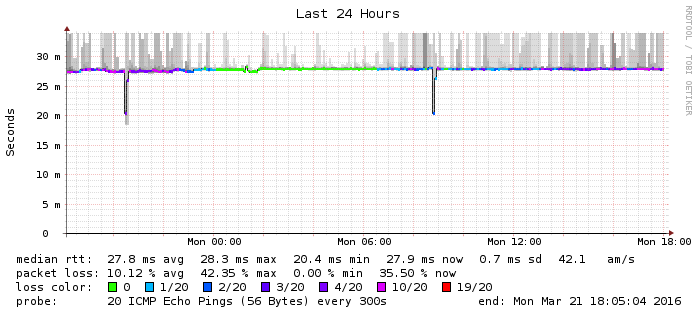 Last 24 Hours
RRDTOOL / TOBI OETIKER
Seconds
30 m
25 m
20 m
15 m
10 m
5 m
0
Mon 00:00 Mon 06:00 Mon 12:00 Mon 18:00
median rtt: 27.8 ms avg 28.3 ms max 20.4 ms min 27.9 ms now 0.7 ms sd 42.1 am/s
packet loss: 10.12 % avg 42.35 % max 0.00 % min 35.50 % now
loss color: 0 1/20 2/20 3/20 4/20 10/20 19/20
probe: 20 ICMP Echo Pings (56 Bytes) every 300s end: Mon Mar 21 18:05:04 2016